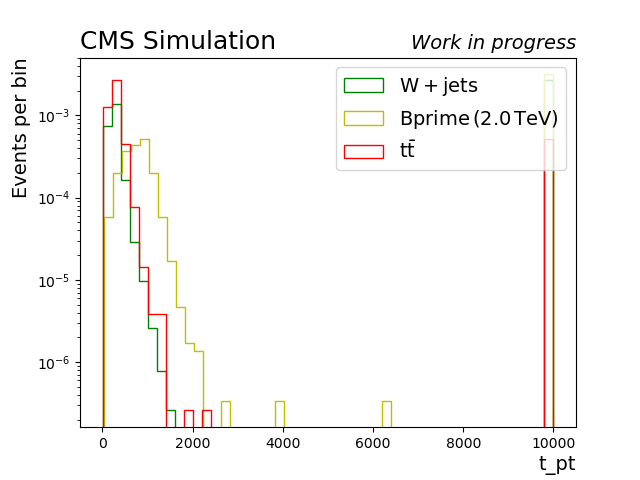 CMS Simulation
Work in progress
Events per bin
W + jets
Bprime (2.0 TeV)
tt̄
10⁻³
10⁻⁴
10⁻⁵
10⁻⁶
0 2000 4000 6000 8000 10000
t_pt